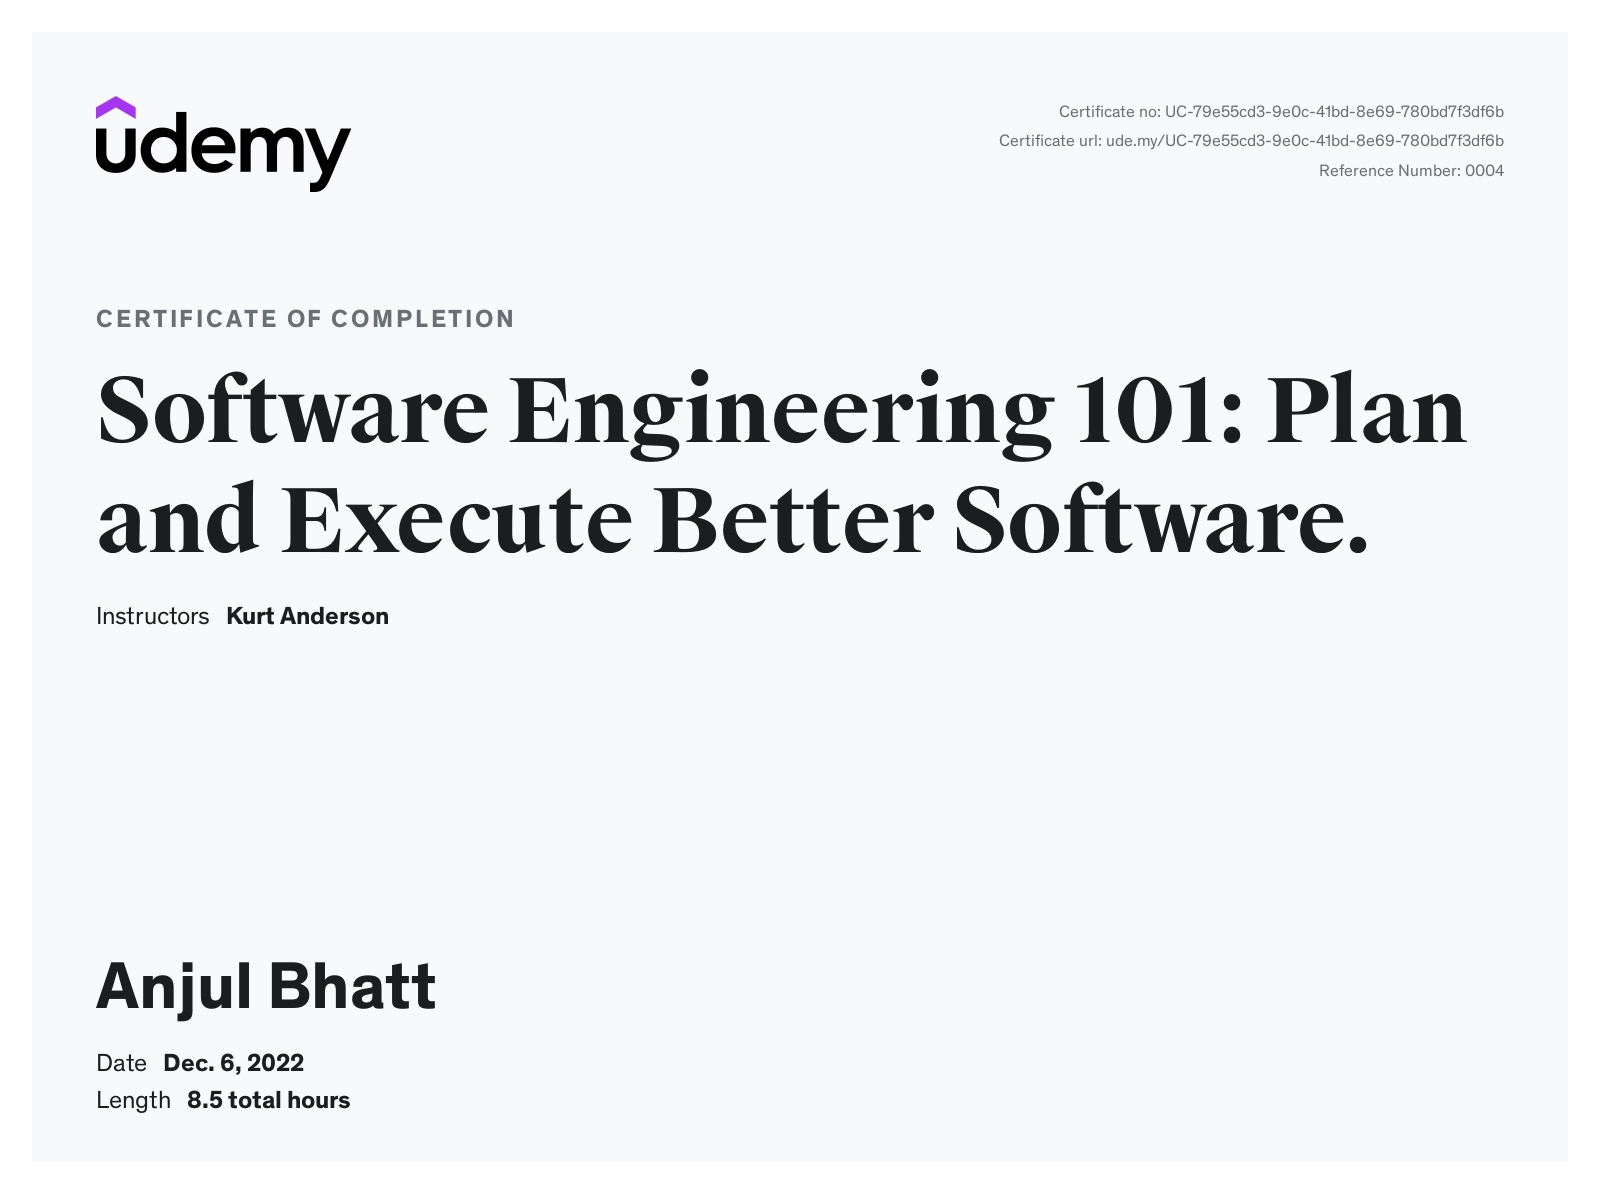 udemy
Certificate no: UC-79e55cd3-9e0c-41bd-8e69-780bd7f3df6b
Certificate url: ude.my/UC-79e55cd3-9e0c-41bd-8e69-780bd7f3df6b
Reference Number: 0004
CERTIFICATE OF COMPLETION
Software Engineering 101: Plan
and Execute Better Software.
Instructors Kurt Anderson
Anjul Bhatt
Date Dec. 6, 2022
Length 8.5 total hours